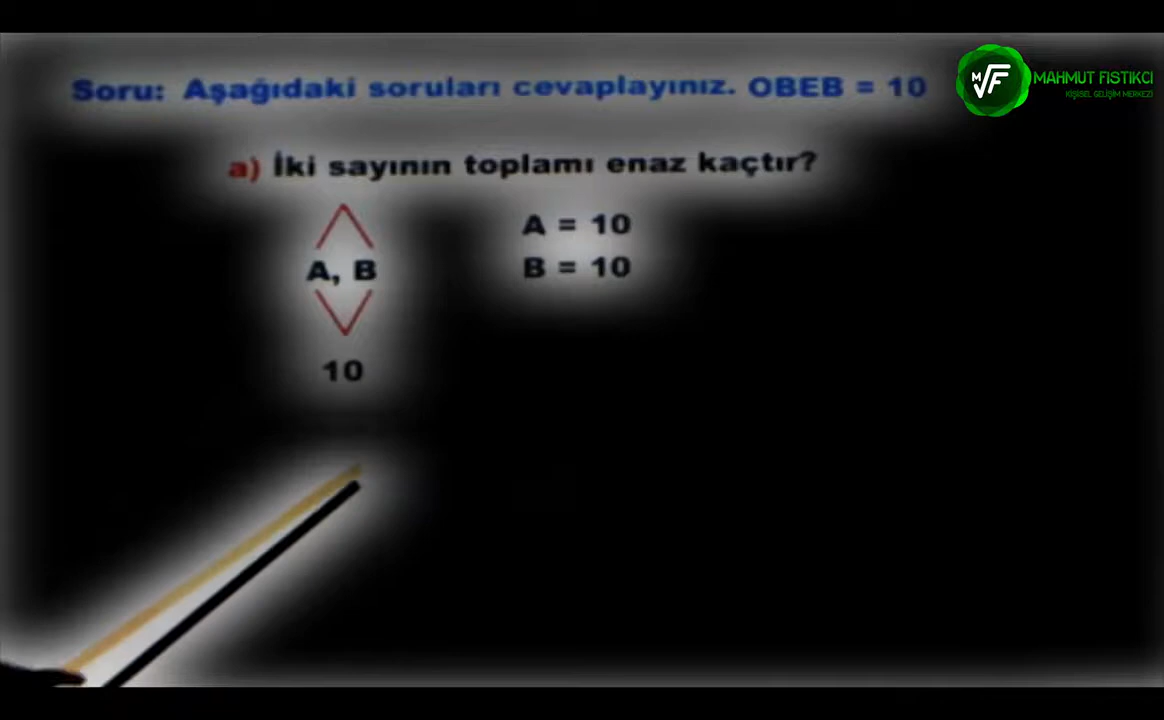 Soru: Aşağıdaki soruları cevaplayınız. OBEB = 10
MAHMUT FISTIKCI
KİŞİSEL GELİŞİM MERKEZİ
a) İki sayının toplamı enaz kaçtır?
A = 10
A, B
B = 10
10